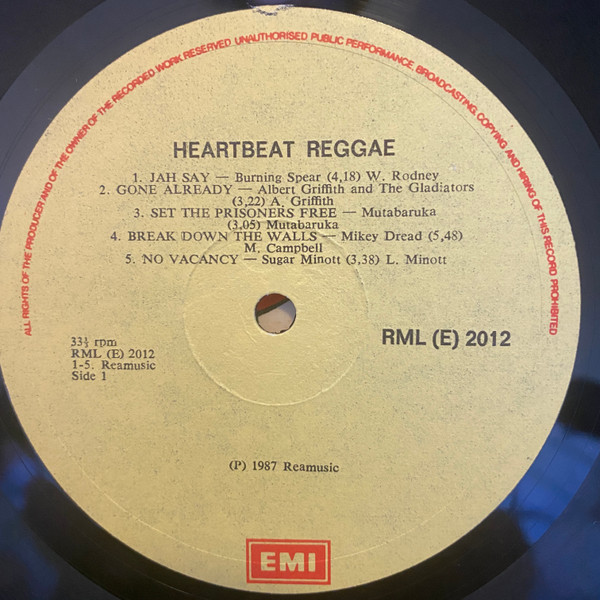 ALL RIGHTS OF THE PRODUCER AND OF THE OWNER OF THE RECORDED WORK RESERVED UNAUTHORISED PUBLIC PERFORMANCE BROADCASTING, COPYING AND HIRING OF THIS RECORD PROHIBITED
HEARTBEAT REGGAE
1. JAH SAY — Burning Spear (4,18) W. Rodney
2. GONE ALREADY — Albert Griffith and The Gladiators
(3,22) A. Griffith
3. SET THE PRISONERS FREE — Mutabaruka
(3,05) Mutabaruka
4. BREAK DOWN THE WALLS — Mikey Dread (5,48)
M. Campbell
5. NO VACANCY — Sugar Minott (3,38) L. Minott
33⅓ rpm
RML (E) 2012
1-5. Reamusic
Side 1
RML (E) 2012
(P) 1987 Reamusic
EMI